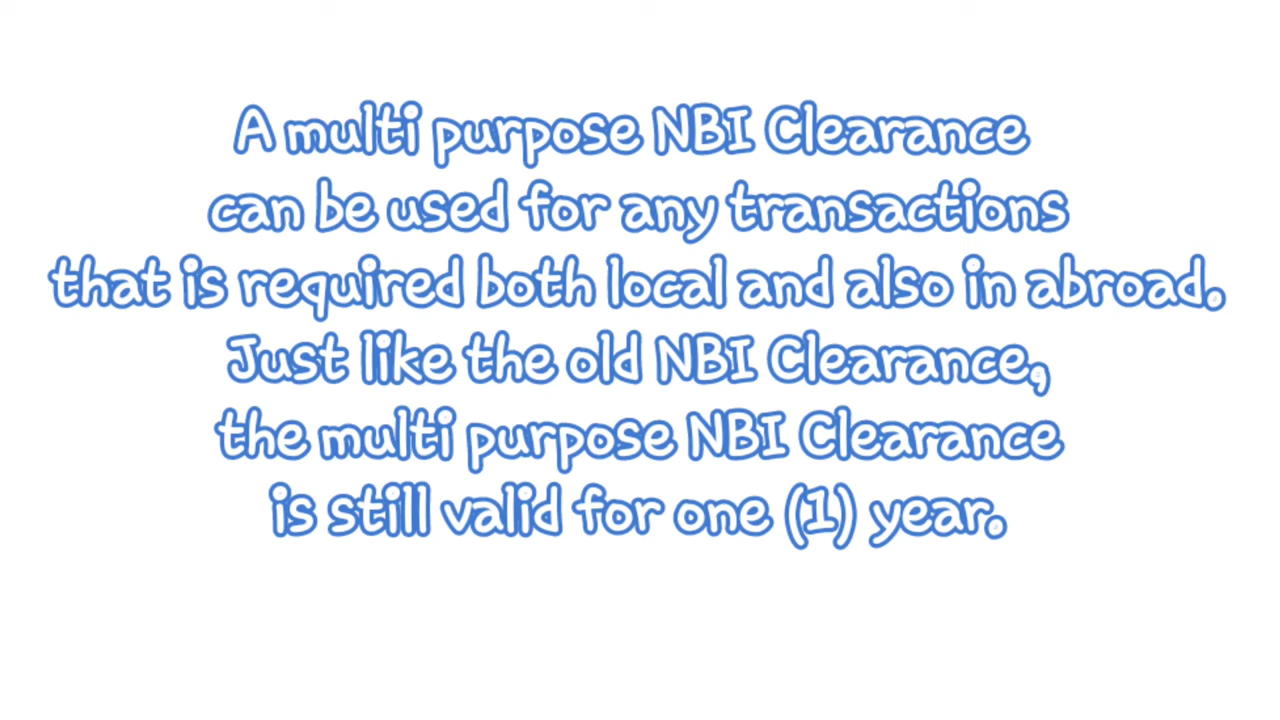 A multi purpose NBI Clearance
can be used for any transactions
that is required both local and also in abroad.
Just like the old NBI Clearance,
the multi purpose NBI Clearance
is still valid for one (1) year.